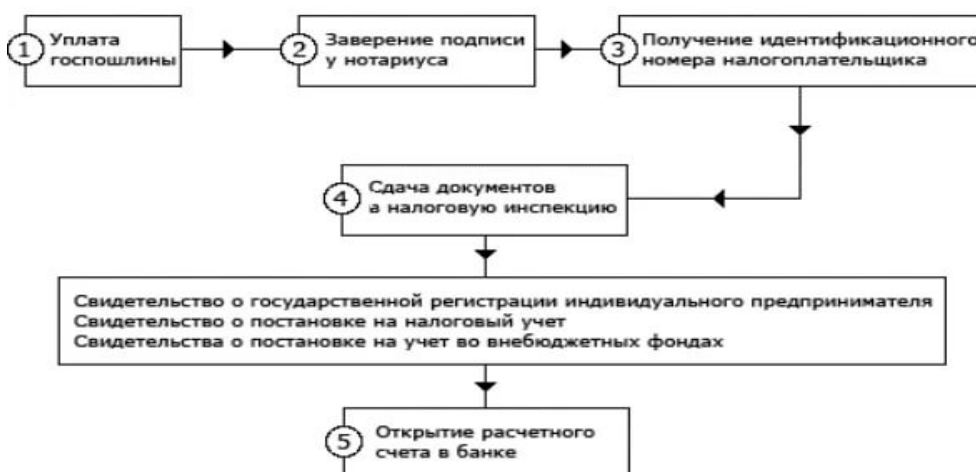 1 Уплата
госпошлины
2 Заверение подписи
у нотариуса
3 Получение идентификационного
номера налогоплательщика
4 Сдача документов
а налоговую инспекцию
Свидетельство о государственной регистрации индивидуального предпринимателя
Свидетельство о постановке на налоговый учет
Свидетельства о постановке на учет во внебюджетных фондах
5 Открытие расчетного
счета в банке